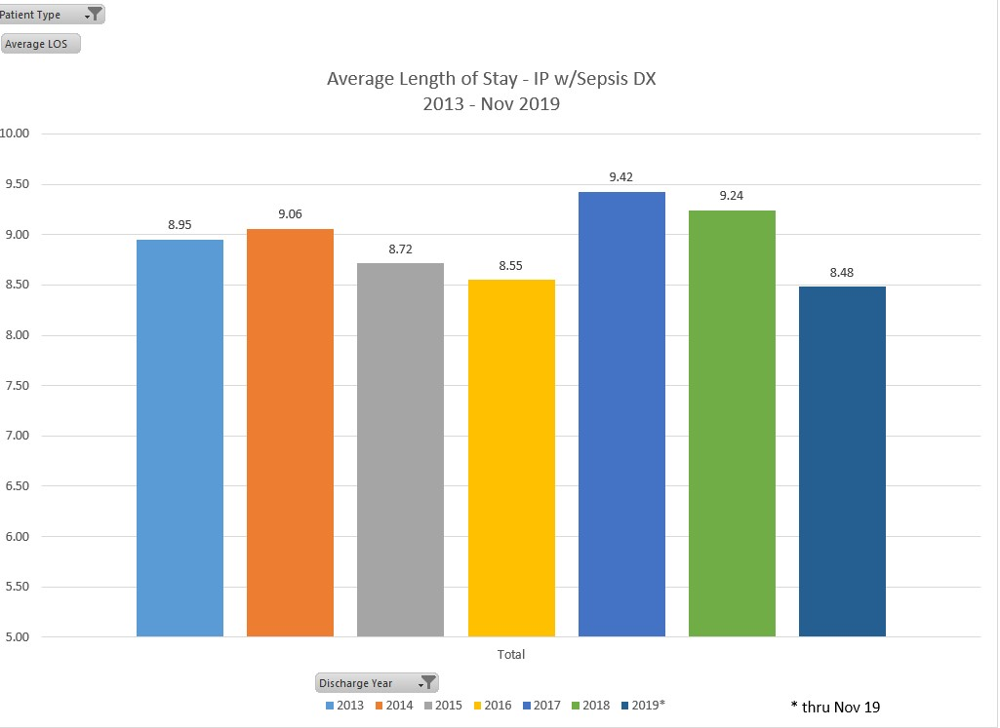 Patient Type
Average LOS
Average Length of Stay - IP w/Sepsis DX
2013 - Nov 2019
10.00
9.50
9.00
8.50
8.00
7.50
7.00
6.50
6.00
5.50
5.00
8.95
9.06
8.72
8.55
9.42
9.24
8.48
Total
Discharge Year
2013 2014 2015 2016 2017 2018 2019*
* thru Nov 19